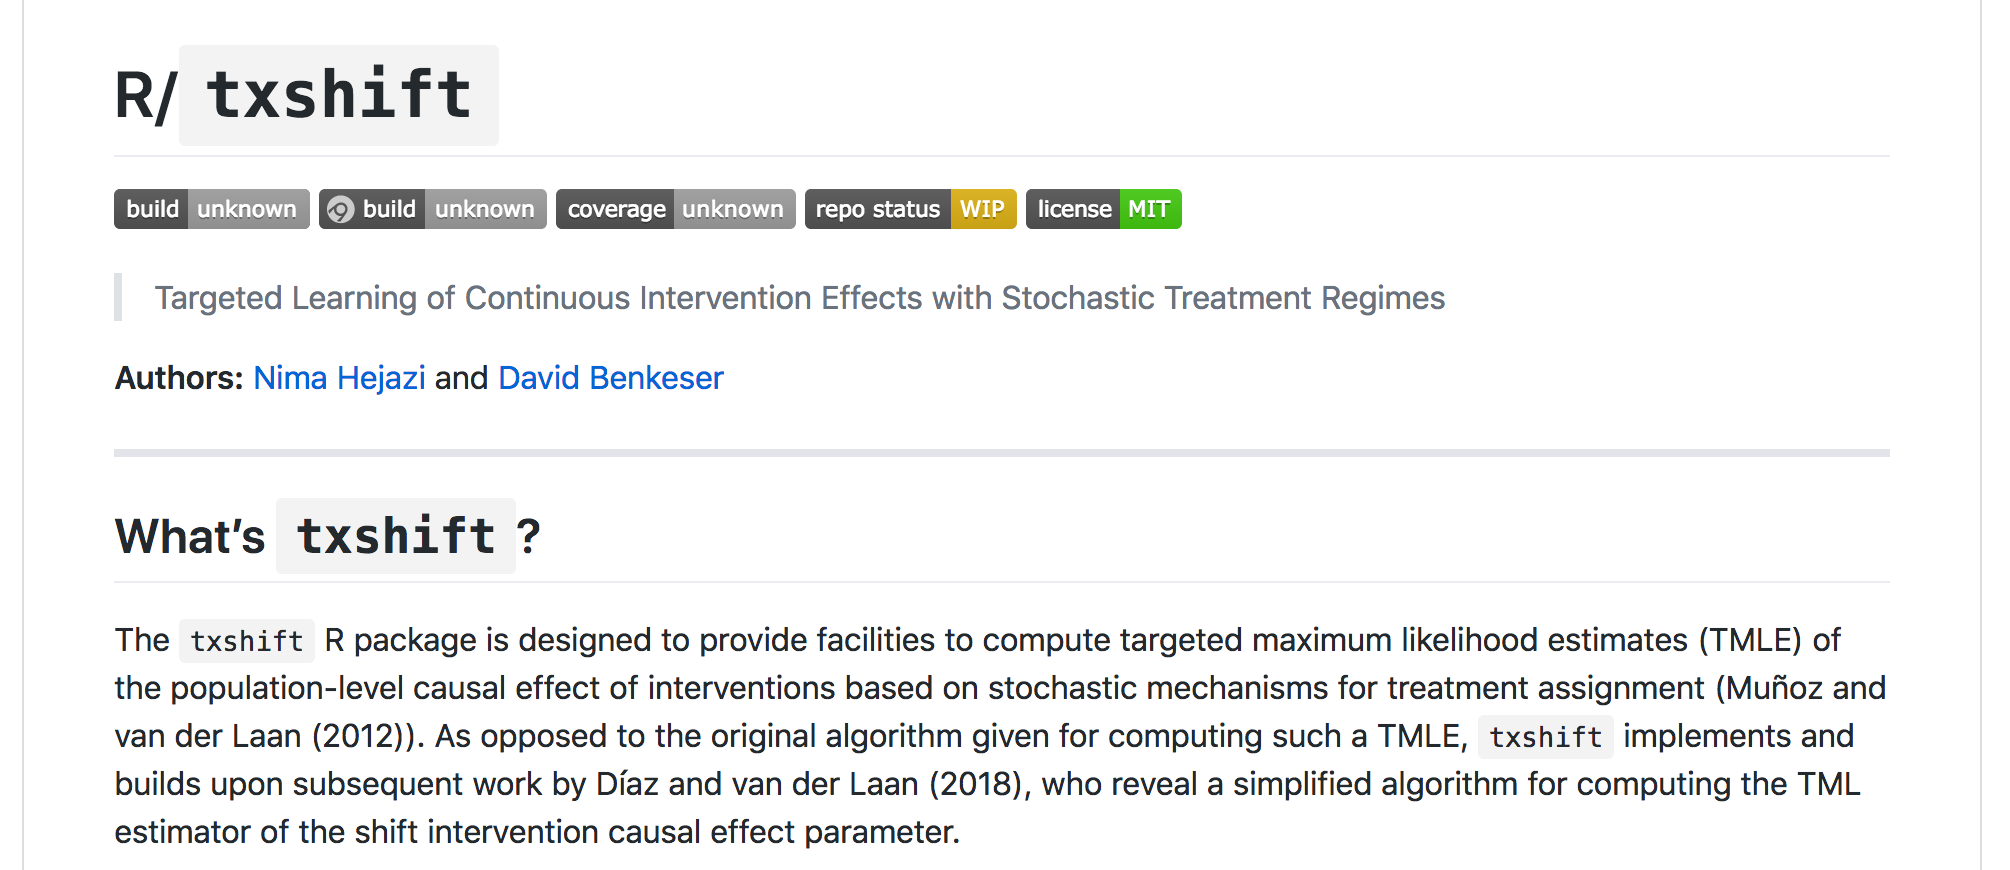 R/ txshift
build unknown build unknown coverage unknown repo status WIP license MIT
Targeted Learning of Continuous Intervention Effects with Stochastic Treatment Regimes
Authors: Nima Hejazi and David Benkeser
What’s txshift ?
The txshift R package is designed to provide facilities to compute targeted maximum likelihood estimates (TMLE) of
the population-level causal effect of interventions based on stochastic mechanisms for treatment assignment (Muñoz and
van der Laan (2012)). As opposed to the original algorithm given for computing such a TMLE, txshift implements and
builds upon subsequent work by Díaz and van der Laan (2018), who reveal a simplified algorithm for computing the TML
estimator of the shift intervention causal effect parameter.